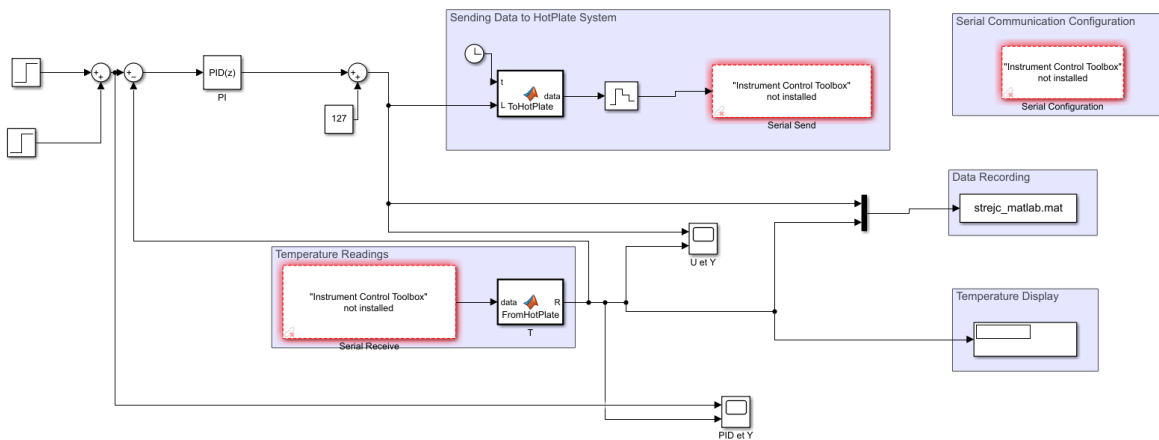 Sending Data to HotPlate System
Serial Communication Configuration
+
+
+
−
PID(z)
PI
+
+
127
t
L
data
ToHotPlate
"Instrument Control Toolbox"
not installed
Serial Send
"Instrument Control Toolbox"
not installed
Serial Configuration
Data Recording
strejc_matlab.mat
U et Y
Temperature Readings
"Instrument Control Toolbox"
not installed
Serial Receive
data
R
FromHotPlate
T
Temperature Display
PID et Y